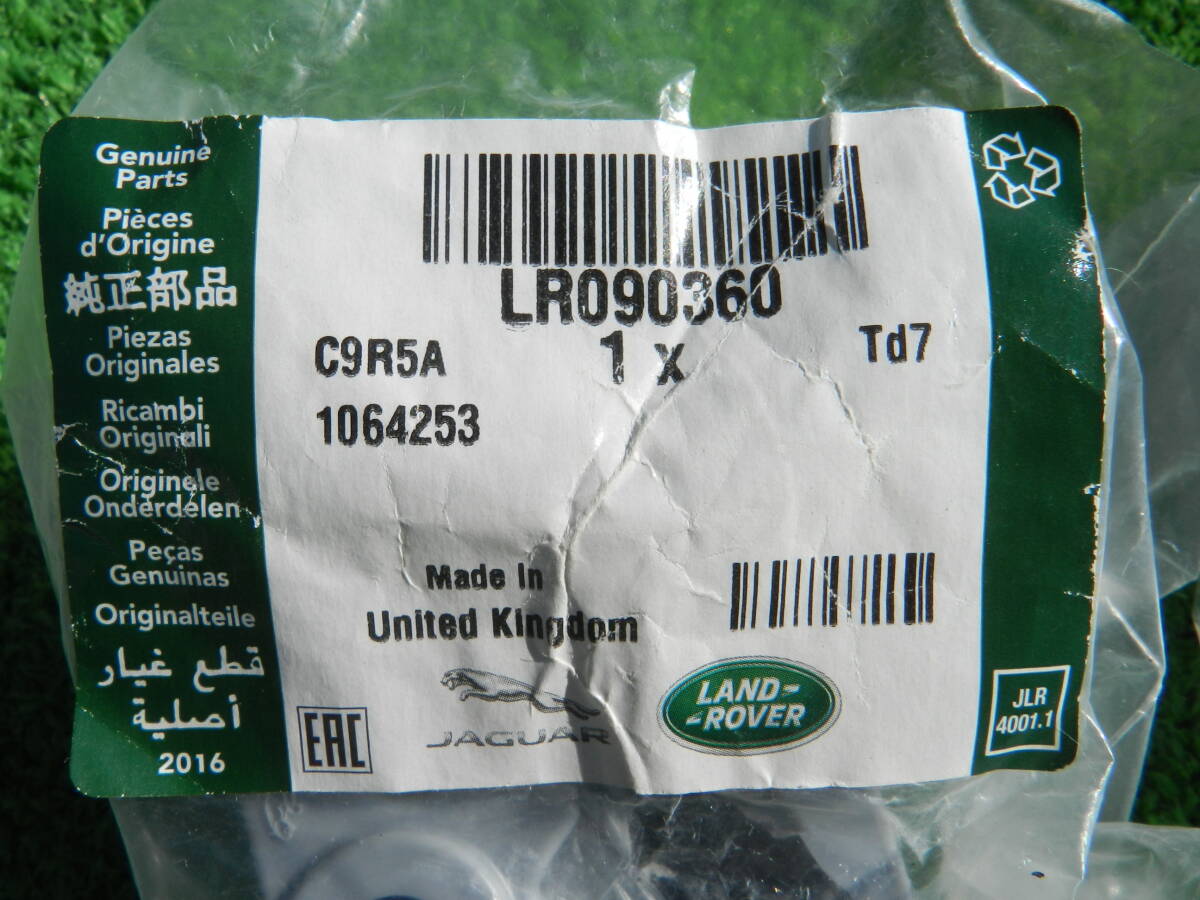 Genuine
Parts
Pièces
d'Origine
純正部品
Piezas
Originales
Ricambi
Originali
Originele
Onderdelen
Peças
Genuinas
Originalteile
قطع غيار
أصلية
2016
LR090360
C9R5A
1 x
Td7
1064253
Made In
United Kingdom
EAC
JAGUAR
LAND-
-ROVER
JLR
4001.1